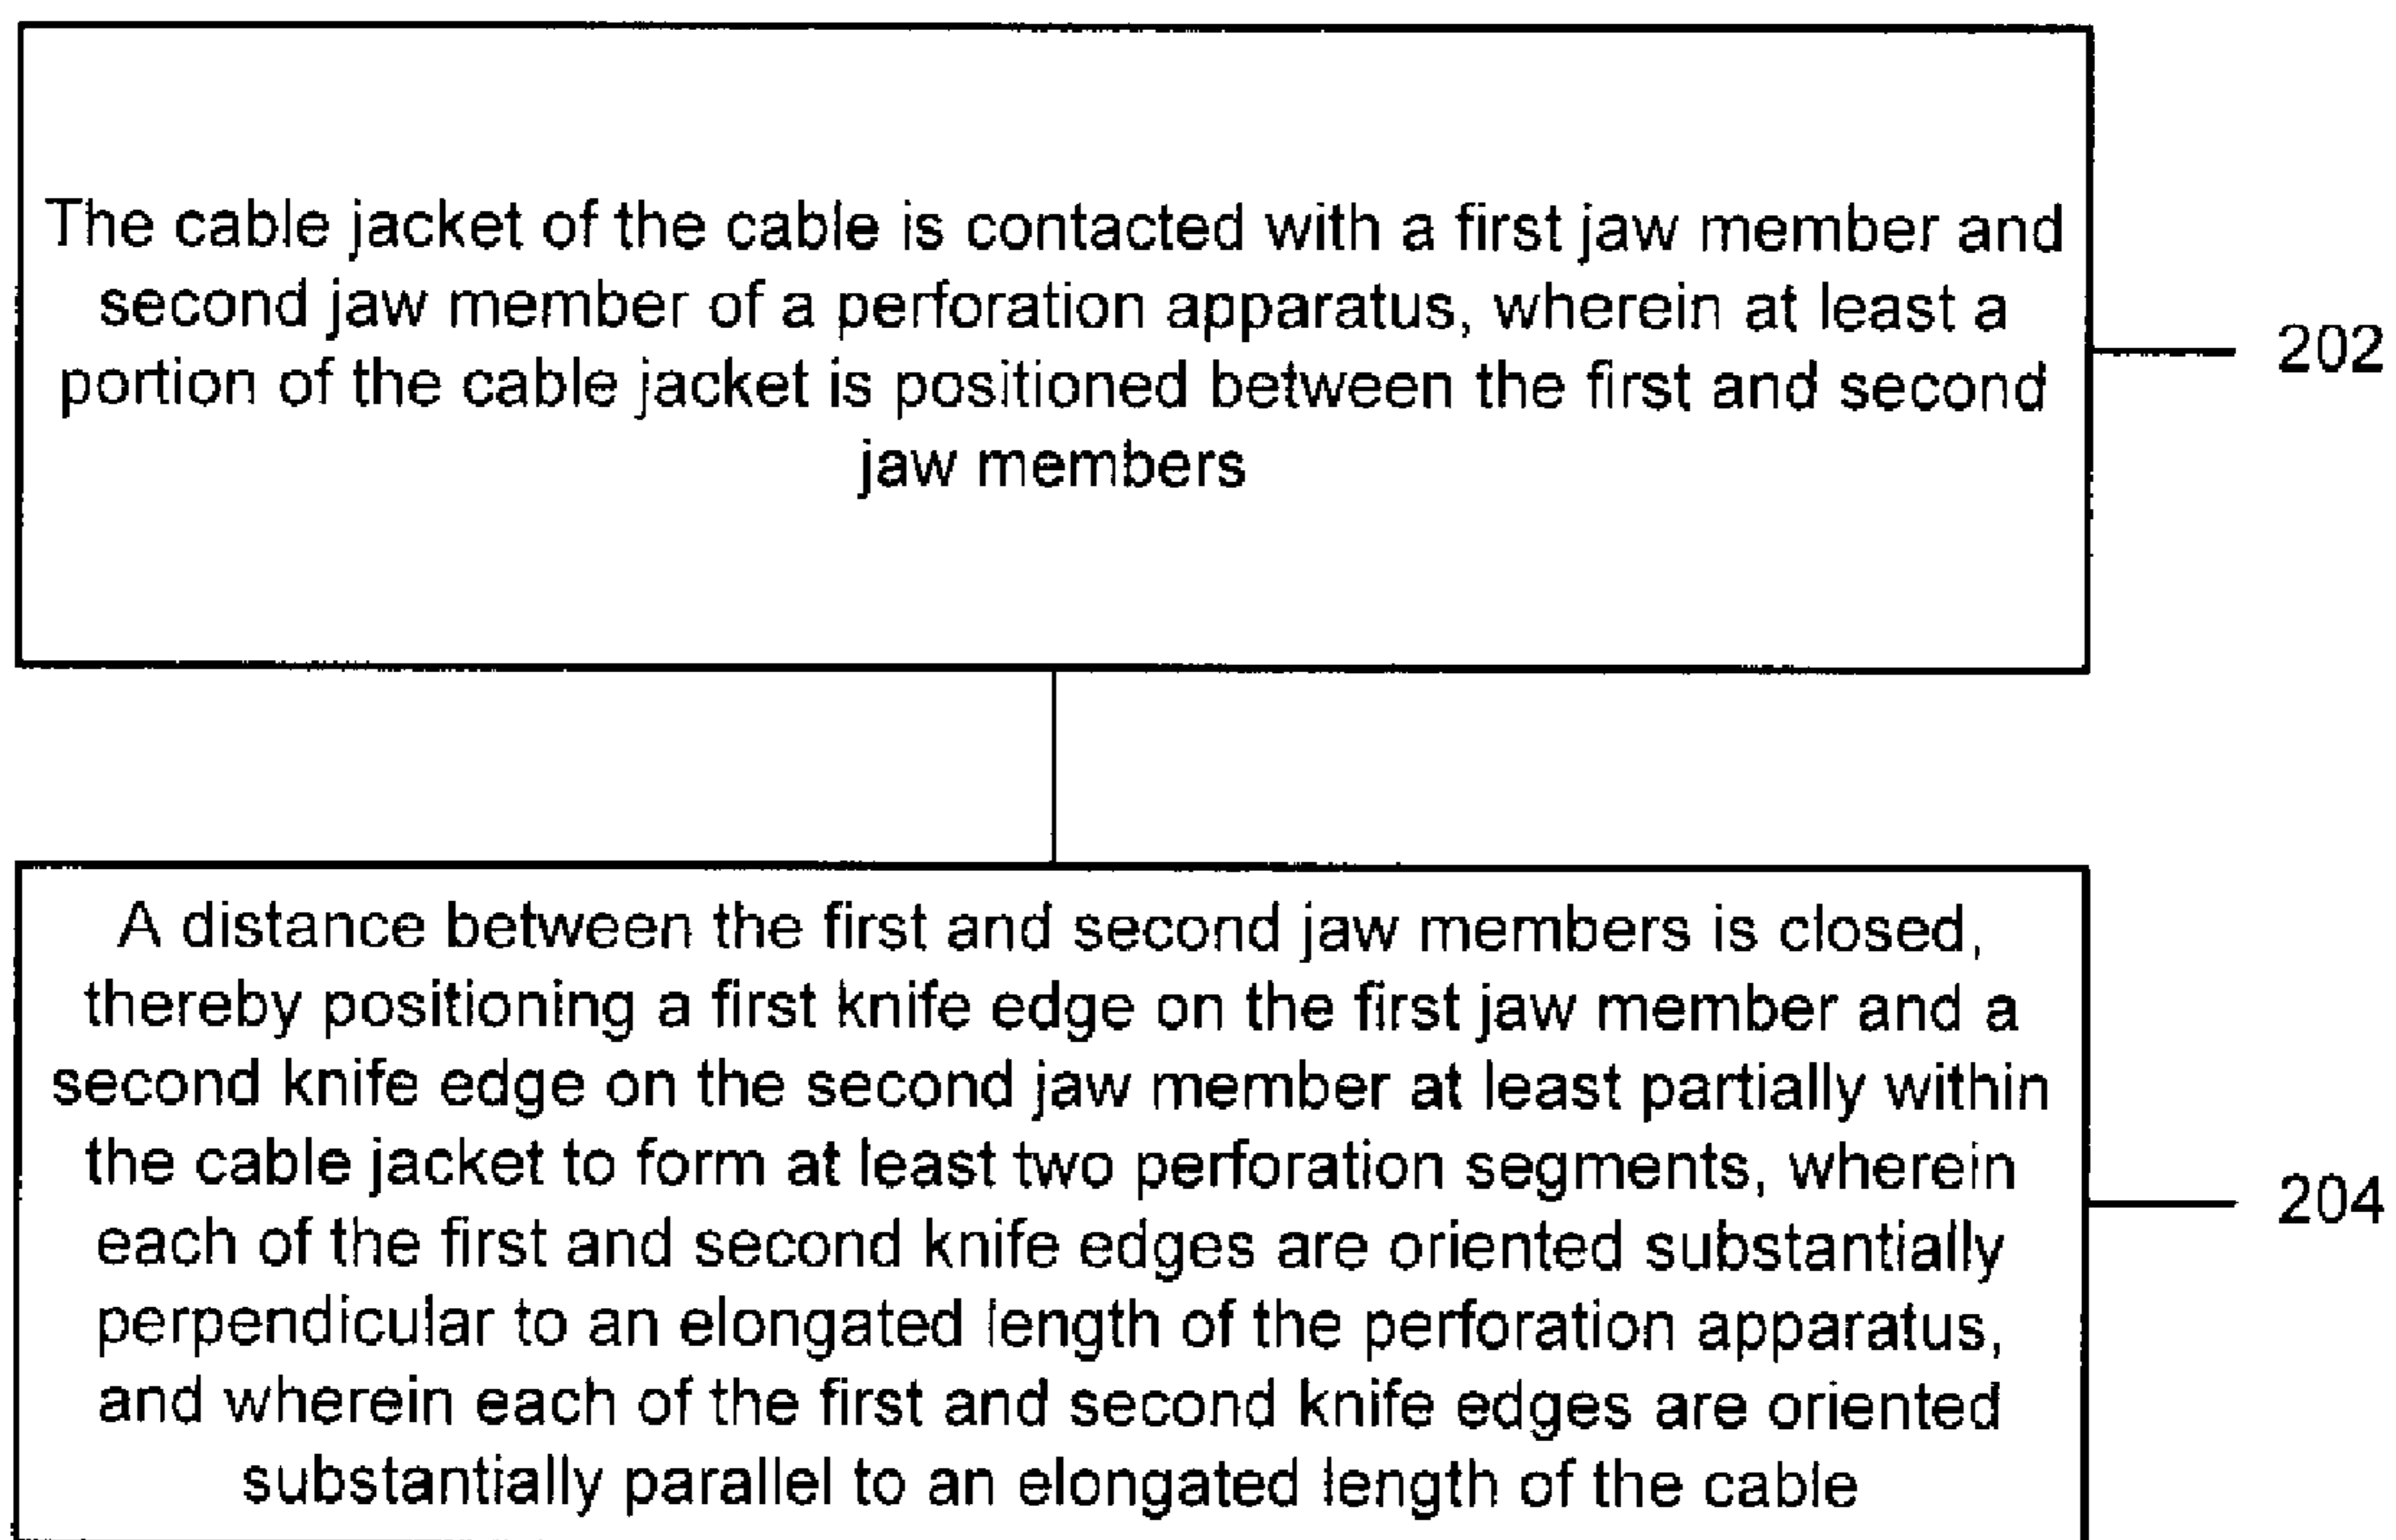 The cable jacket of the cable is contacted with a first jaw member and
second jaw member of a perforation apparatus, wherein at least a
portion of the cable jacket is positioned between the first and second
jaw members
202
A distance between the first and second jaw members is closed,
thereby positioning a first knife edge on the first jaw member and a
second knife edge on the second jaw member at least partially within
the cable jacket to form at least two perforation segments, wherein
each of the first and second knife edges are oriented substantially
perpendicular to an elongated length of the perforation apparatus,
and wherein each of the first and second knife edges are oriented
substantially parallel to an elongated length of the cable
204